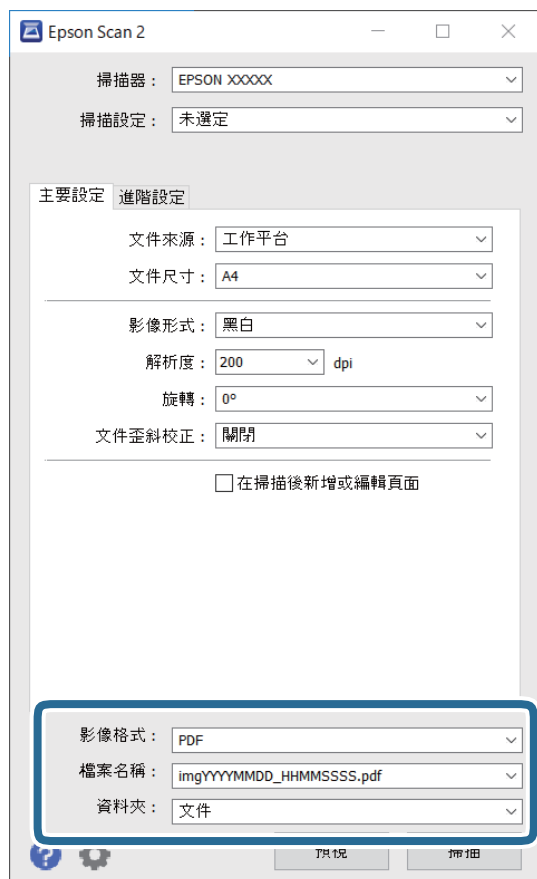 Epson Scan 2
掃描器： EPSON XXXXX
掃描設定： 未選定
主要設定 進階設定
文件來源： 工作平台
文件尺寸： A4
影像形式： 黑白
解析度： 200 dpi
旋轉： 0º
文件歪斜校正： 關閉
在掃描後新增或編輯頁面
影像格式： PDF
檔案名稱： imgYYYYMMDD_HHMMSSSS.pdf
資料夾： 文件
? 預視 掃描